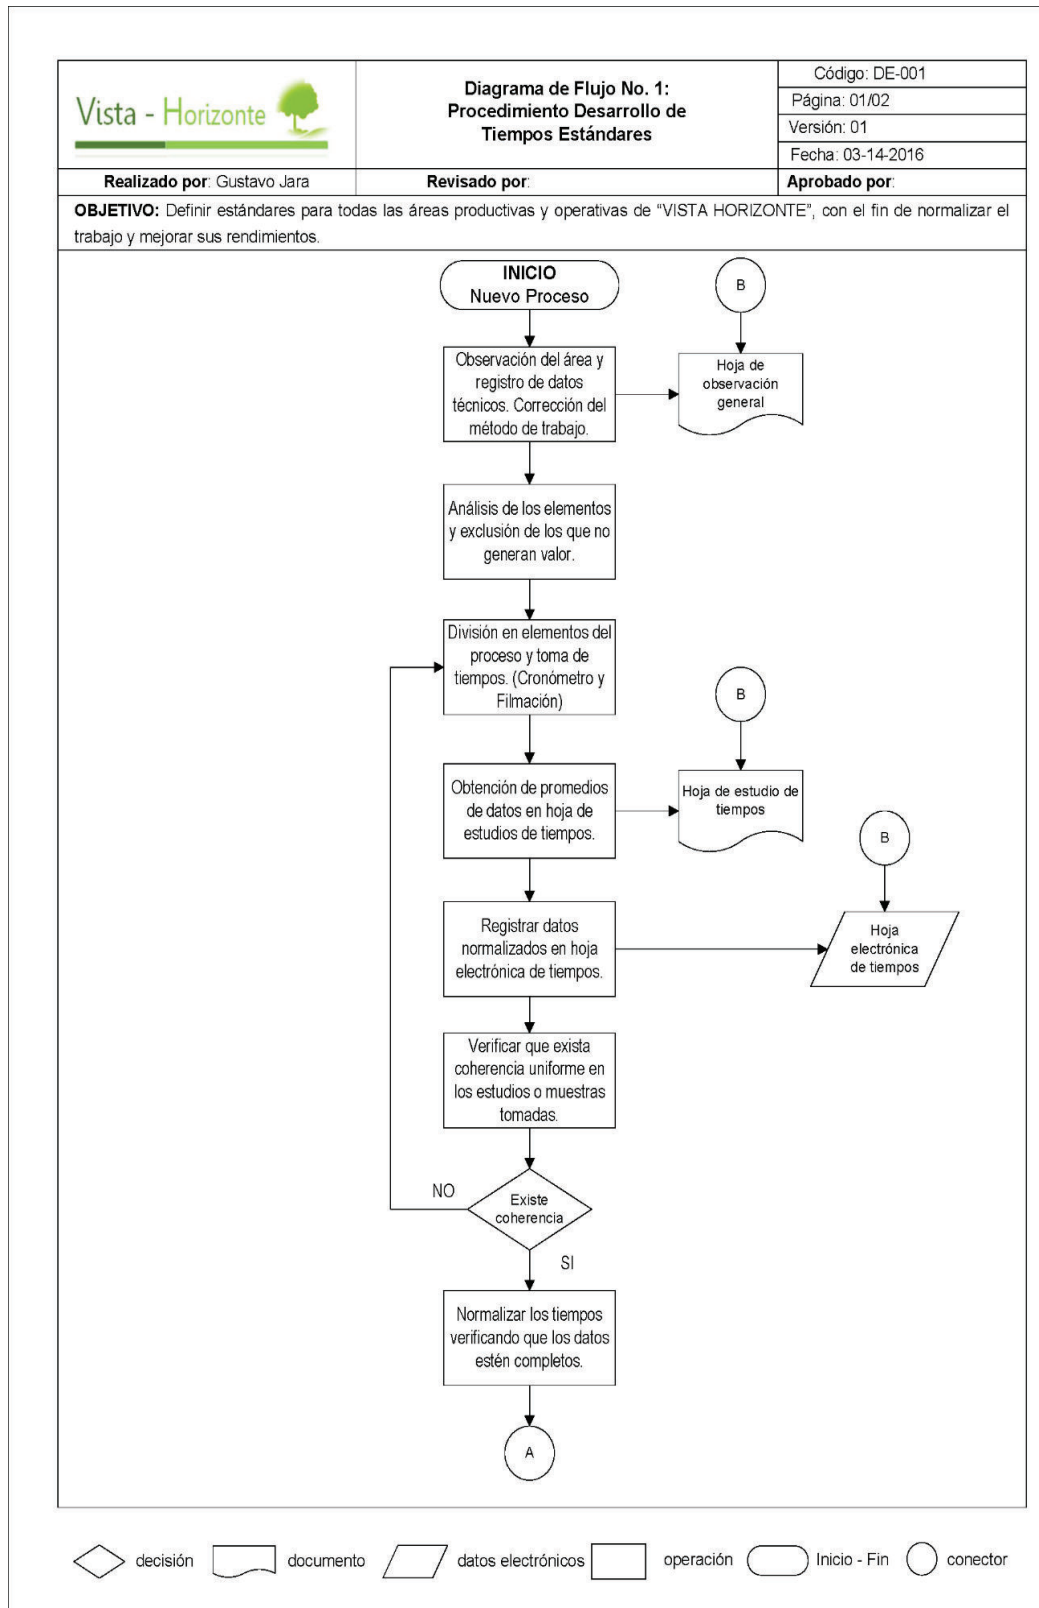 Vista - Horizonte
Diagrama de Flujo No. 1:
Procedimiento Desarrollo de
Tiempos Estándares
Código: DE-001
Página: 01/02
Versión: 01
Fecha: 03-14-2016
Realizado por: Gustavo Jara
Revisado por:
Aprobado por:
OBJETIVO: Definir estándares para todas las áreas productivas y operativas de “VISTA HORIZONTE”, con el fin de normalizar el
trabajo y mejorar sus rendimientos.
INICIO
Nuevo Proceso
B
Observación del área y
registro de datos
técnicos. Corrección del
método de trabajo.
Hoja de
observación
general
Análisis de los elementos
y exclusión de los que no
generan valor.
División en elementos del
proceso y toma de
tiempos. (Cronómetro y
Filmación)
B
Obtención de promedios
de datos en hoja de
estudios de tiempos.
Hoja de estudio de
tiempos
B
Registrar datos
normalizados en hoja
electrónica de tiempos.
Hoja
electrónica
de tiempos
Verificar que exista
coherencia uniforme en
los estudios o muestras
tomadas.
NO
Existe
coherencia
SI
Normalizar los tiempos
verificando que los datos
estén completos.
A
decisión
documento
datos electrónicos
operación
Inicio - Fin
conector